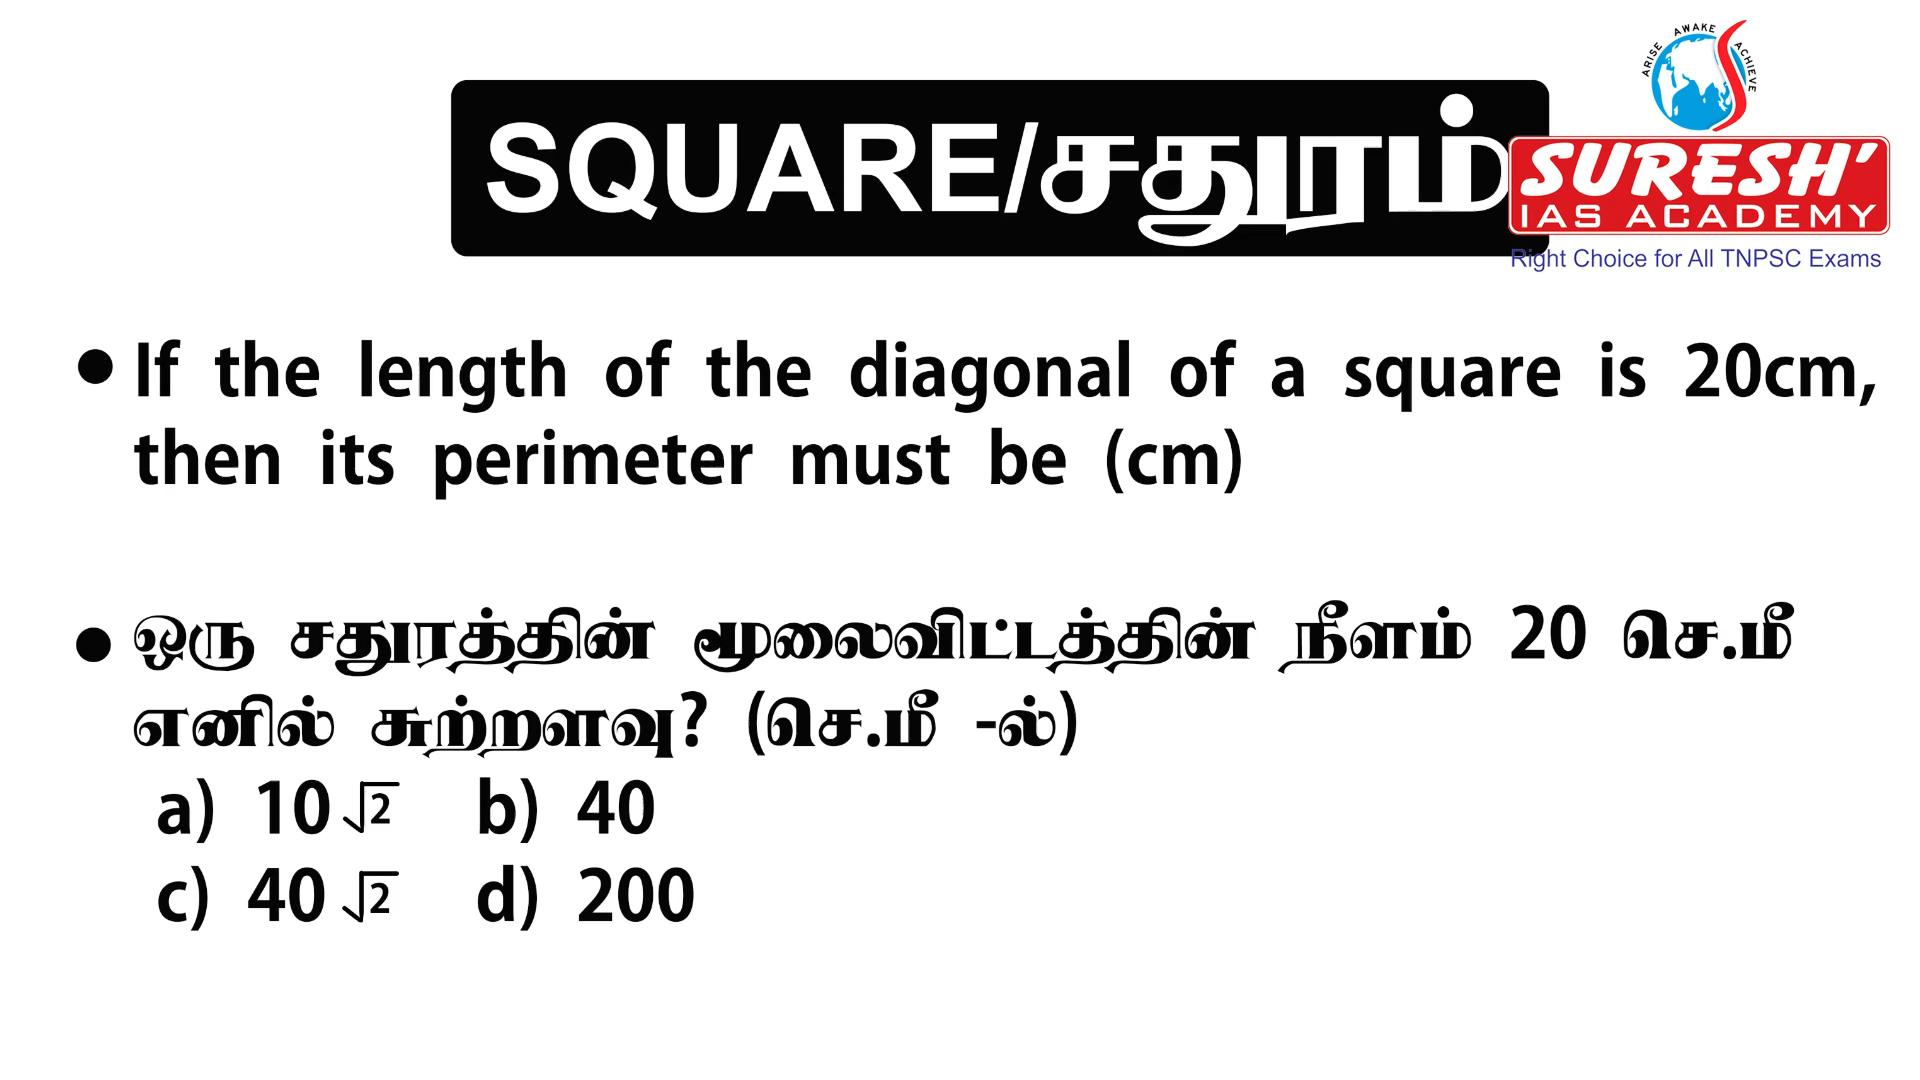 ARISE AWAKE ACHIEVE
SQUARE/சதுரம்
SURESH'
IAS ACADEMY
Right Choice for All TNPSC Exams
• If the length of the diagonal of a square is 20cm,
then its perimeter must be (cm)
• ஒரு சதுரத்தின் மூலைவிட்டத்தின் நீளம் 20 செ.மீ
எனில் சுற்றளவு? (செ.மீ -ல்)
a) 10√2 b) 40
c) 40√2 d) 200